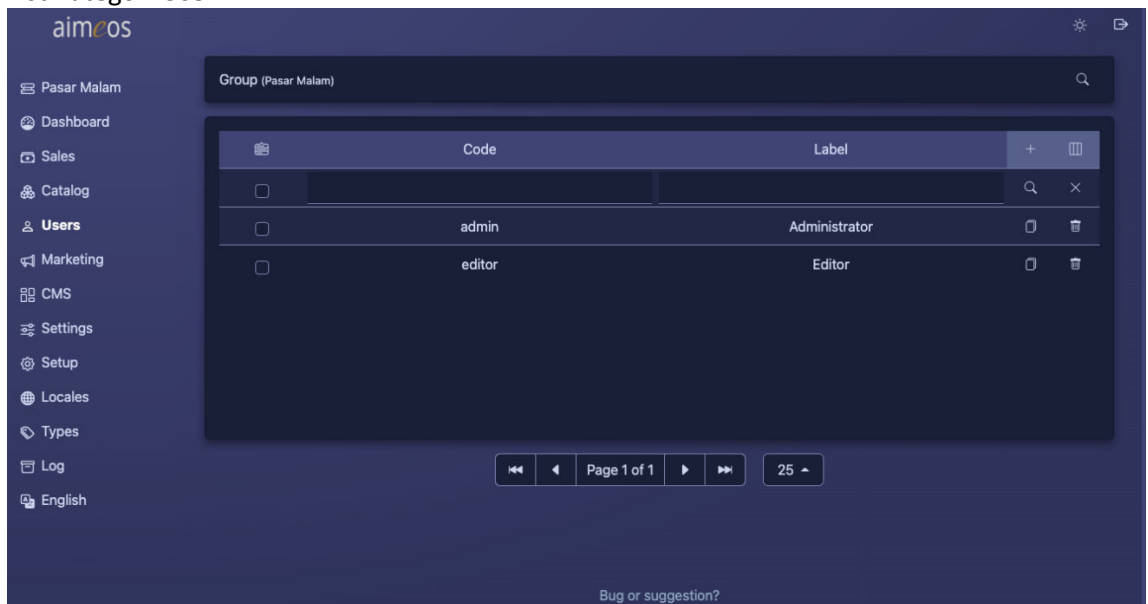 aimeos
Pasar Malam
Dashboard
Sales
Catalog
Users
Marketing
CMS
Settings
Setup
Locales
Types
Log
English
Group (Pasar Malam)
Code Label
admin Administrator
editor Editor
Page 1 of 1 25
Bug or suggestion?